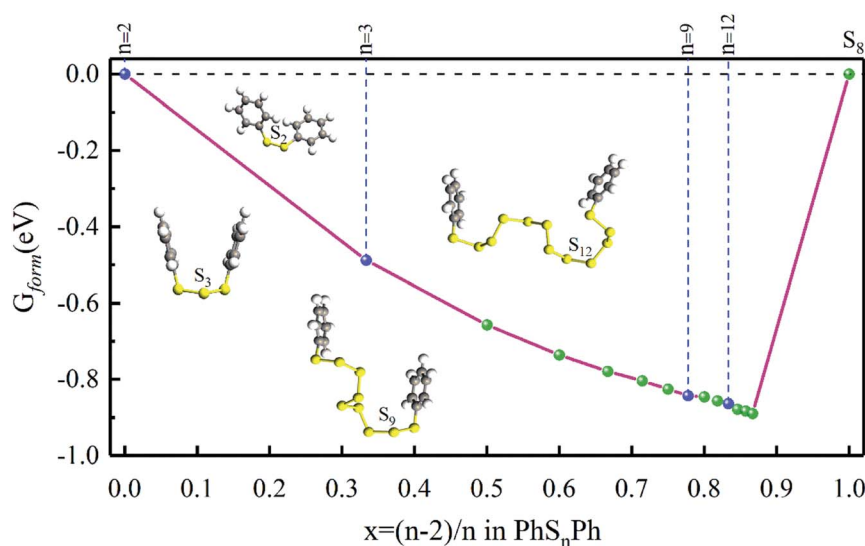 n=2
n=3
n=9
n=12
S₈
0.0
-0.2
-0.4
-0.6
-0.8
-1.0
G_form(eV)
S₂
S₃
S₁₂
S₉
0.0 0.1 0.2 0.3 0.4 0.5 0.6 0.7 0.8 0.9 1.0
x=(n-2)/n in PhSₙPh